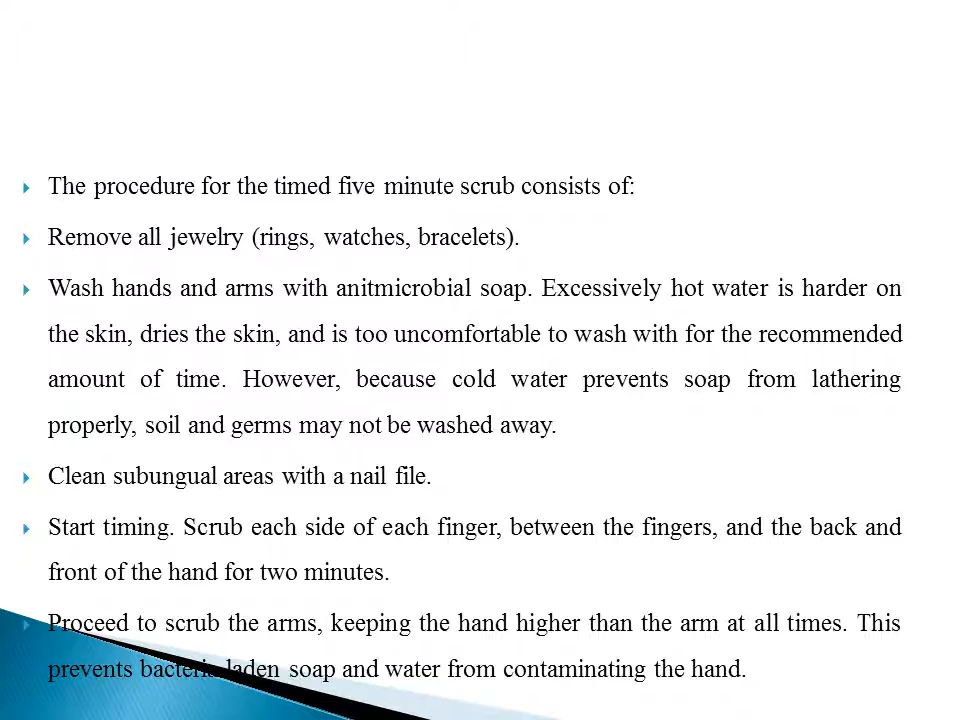 The procedure for the timed five minute scrub consists of:
Remove all jewelry (rings, watches, bracelets).
Wash hands and arms with anitmicrobial soap. Excessively hot water is harder on
the skin, dries the skin, and is too uncomfortable to wash with for the recommended
amount of time. However, because cold water prevents soap from lathering
properly, soil and germs may not be washed away.
Clean subungual areas with a nail file.
Start timing. Scrub each side of each finger, between the fingers, and the back and
front of the hand for two minutes.
Proceed to scrub the arms, keeping the hand higher than the arm at all times. This
prevents bacteria laden soap and water from contaminating the hand.